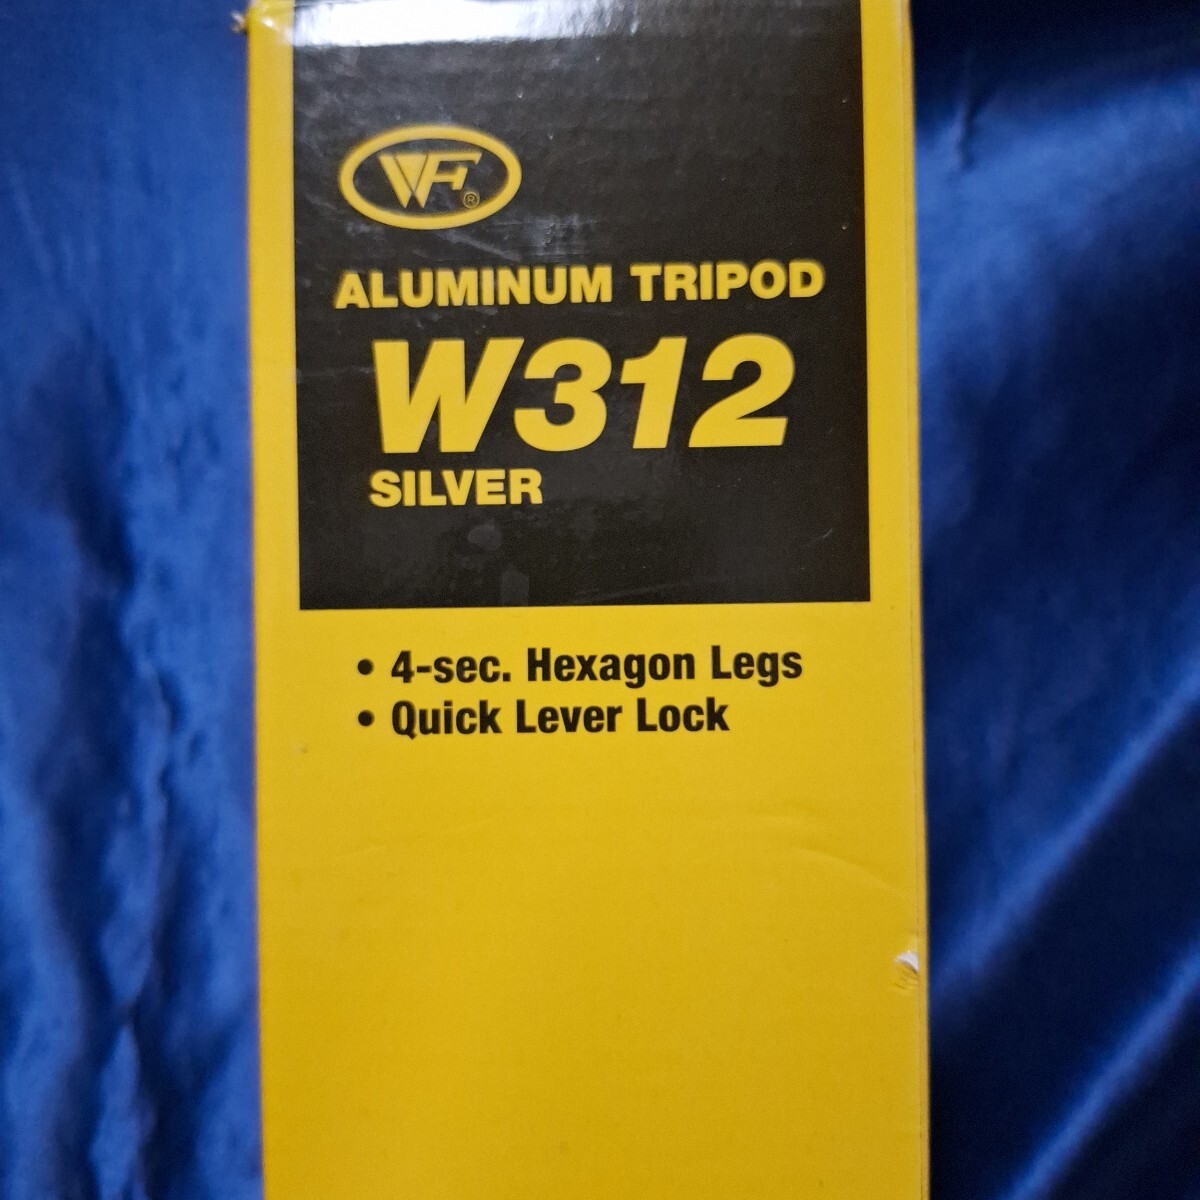 WF®
ALUMINUM TRIPOD
W312
SILVER
• 4-sec. Hexagon Legs
• Quick Lever Lock